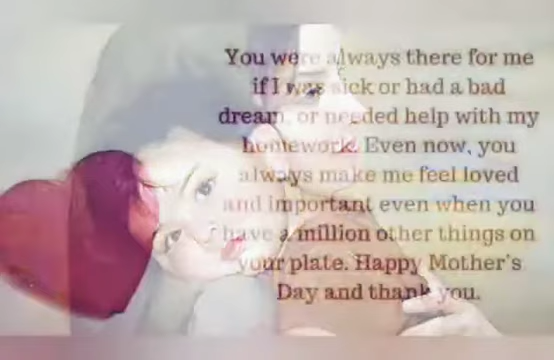 You were always there for me
if I was sick or had a bad
dream, or needed help with my
homework. Even now, you
always make me feel loved
and important even when you
have a million other things on
your plate. Happy Mother's
Day and thank you.